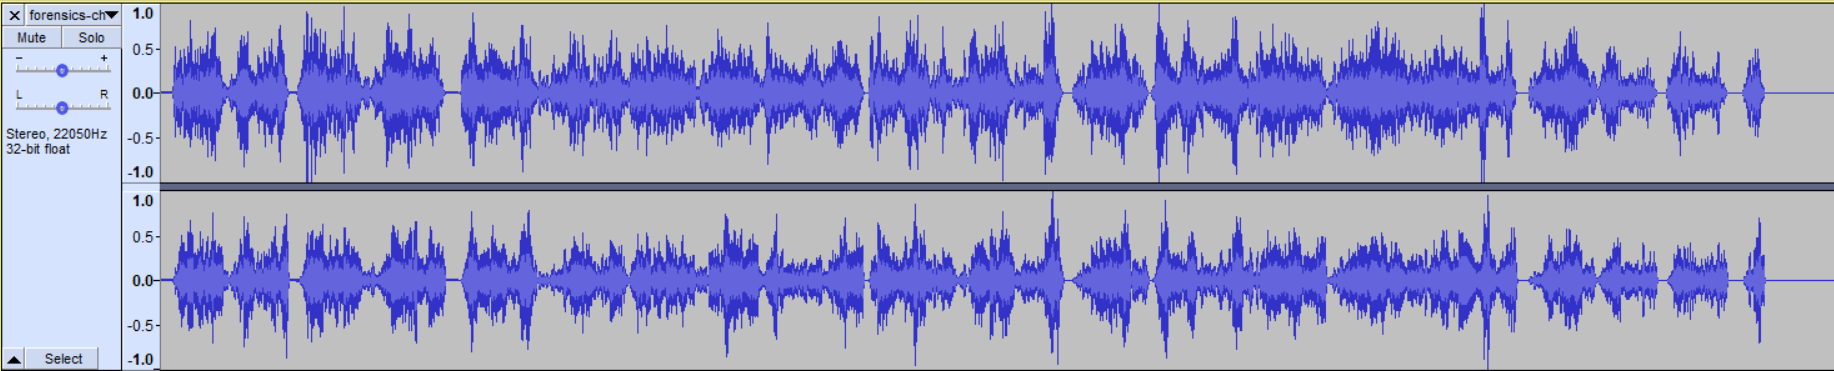 × forensics-ch▼
Mute Solo
- +
L R
Stereo, 22050Hz
32-bit float
▲ Select
1.0
0.5-
0.0-
-0.5-
-1.0
1.0
0.5-
0.0-
-0.5-
-1.0